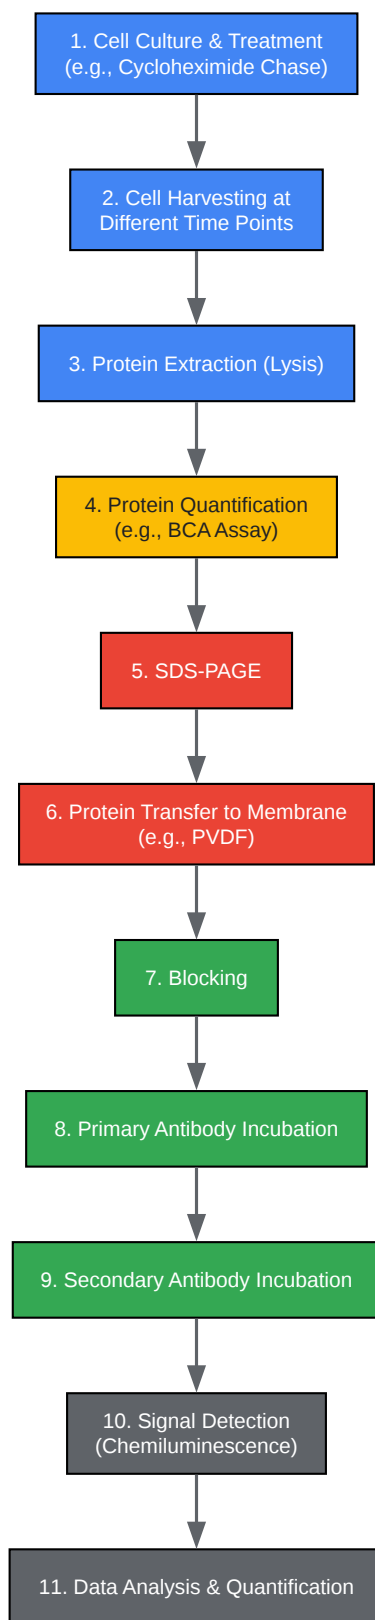 1. Cell Culture & Treatment
(e.g., Cycloheximide Chase)
2. Cell Harvesting at
Different Time Points
3. Protein Extraction (Lysis)
4. Protein Quantification
(e.g., BCA Assay)
5. SDS-PAGE
6. Protein Transfer to Membrane
(e.g., PVDF)
7. Blocking
8. Primary Antibody Incubation
9. Secondary Antibody Incubation
10. Signal Detection
(Chemiluminescence)
11. Data Analysis & Quantification